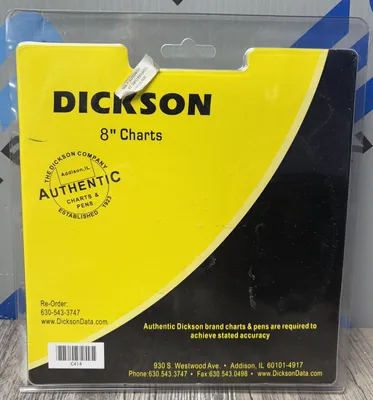 DICKSON
8" Charts
THE DICKSON COMPANY
Addison, IL
AUTHENTIC
CHARTS &
PENS
ESTABLISHED 1923
Re-Order:
630-543-3747
www.DicksonData.com
C414
Authentic Dickson brand charts & pens are required to
achieve stated accuracy
930 S. Westwood Ave. • Addison, IL 60101-4917
Phone:630.543.3747 • Fax:630.543.0498 • www.DicksonData.com